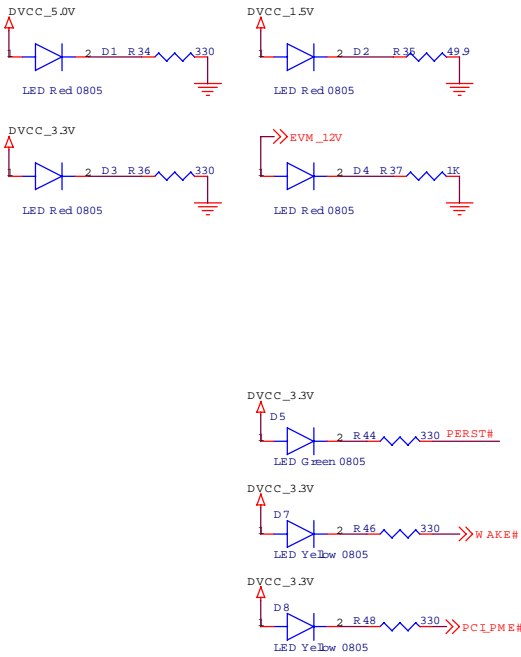 DVCC_5.0V
DVCC_1.5V
1 2 D1 R34 330
1 2 D2 R35 49.9
LED Red 0805
LED Red 0805
DVCC_3.3V
EVM_12V
1 2 D3 R36 330
1 2 D4 R37 1K
LED Red 0805
LED Red 0805
DVCC_3.3V
D5
1 2 R44 330 PERST#
LED Green 0805
DVCC_3.3V
D7
1 2 R46 330 WAKE#
LED Yellow 0805
DVCC_3.3V
D8
1 2 R48 330 PCI_PME#
LED Yellow 0805